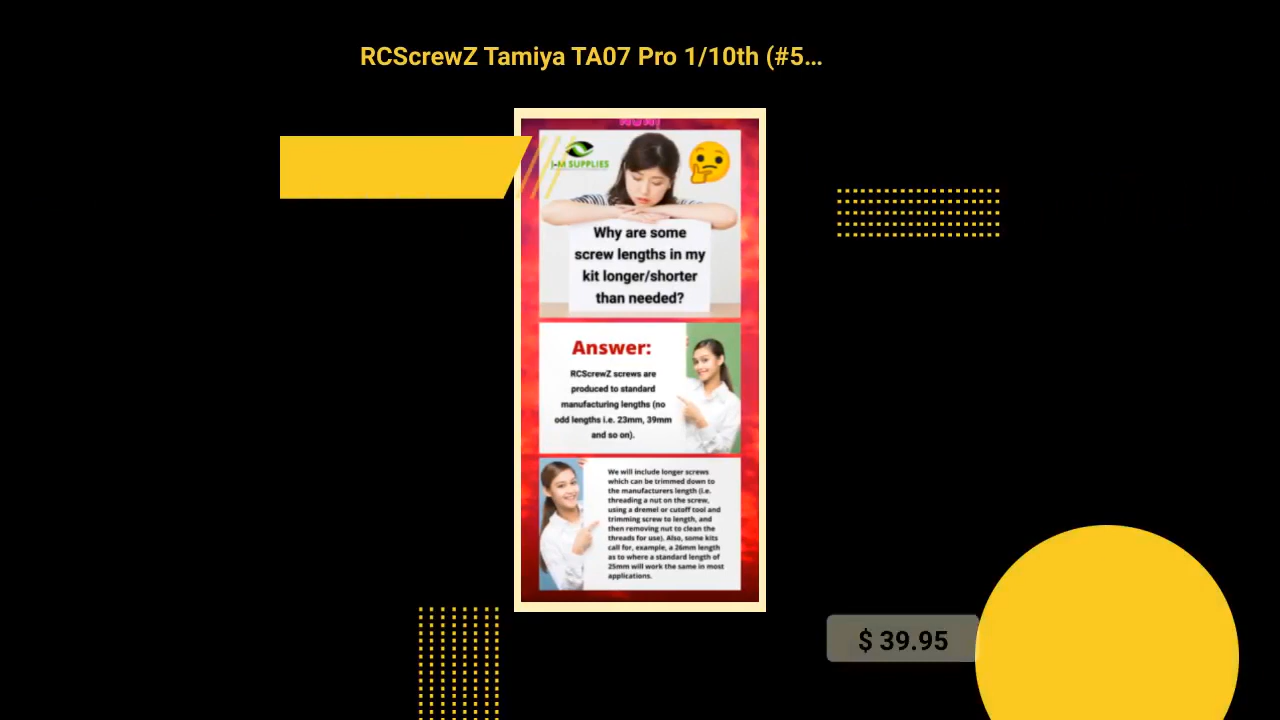 RCScrewZ Tamiya TA07 Pro 1/10th (#5...
I-M SUPPLIES
Why are some
screw lengths in my
kit longer/shorter
than needed?
Answer:
RCScrewZ screws are
produced to standard
manufacturing lengths (no
odd lengths i.e. 23mm, 39mm
and so on).
We will include longer screws
which can be trimmed down to
the manufacturers length (i.e.
threading a nut on the screw,
using a dremel or cutoff tool and
trimming screw to length, and
then removing nut to clean the
threads for use). Also, some kits
call for, example, a 26mm length
as to where a standard length of
25mm will work the same in most
applications.
$ 39.95